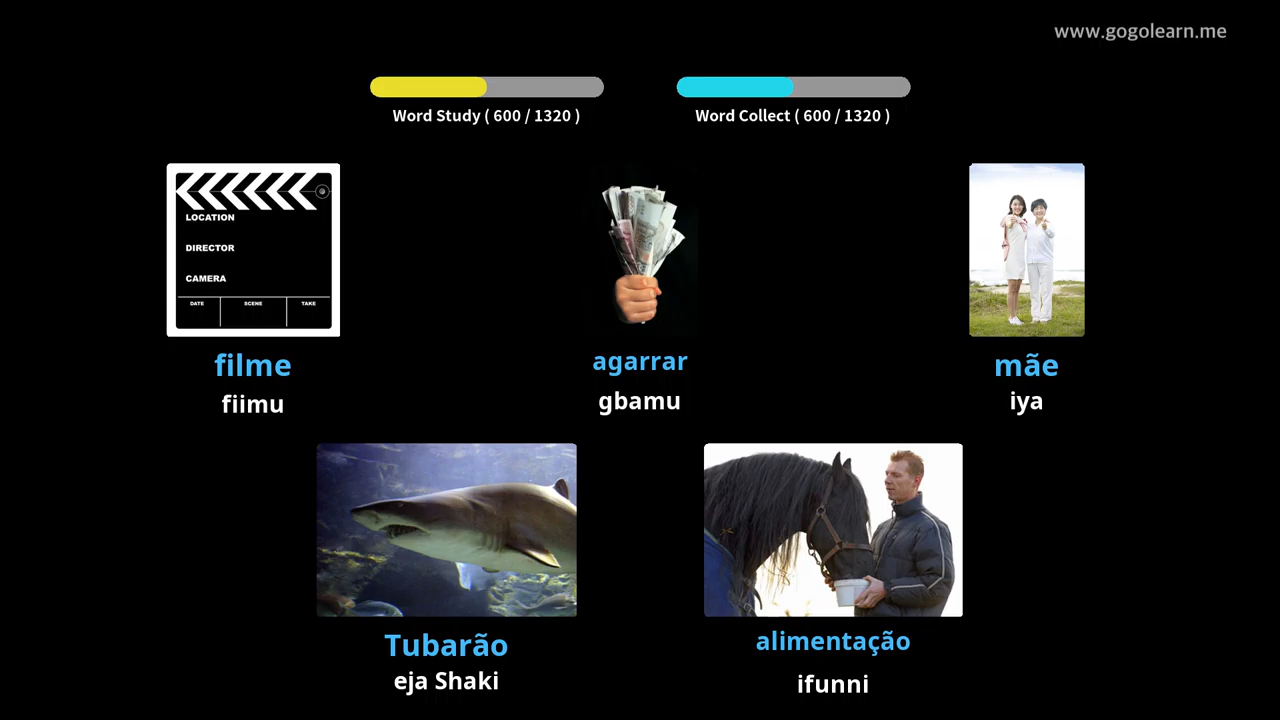 www.gogolearn.me
Word Study ( 600 / 1320 )
Word Collect ( 600 / 1320 )
LOCATION
DIRECTOR
CAMERA
DATE SCENE TAKE
filme
fiimu
agarrar
gbamu
mãe
iya
Tubarão
eja Shaki
alimentação
ifunni